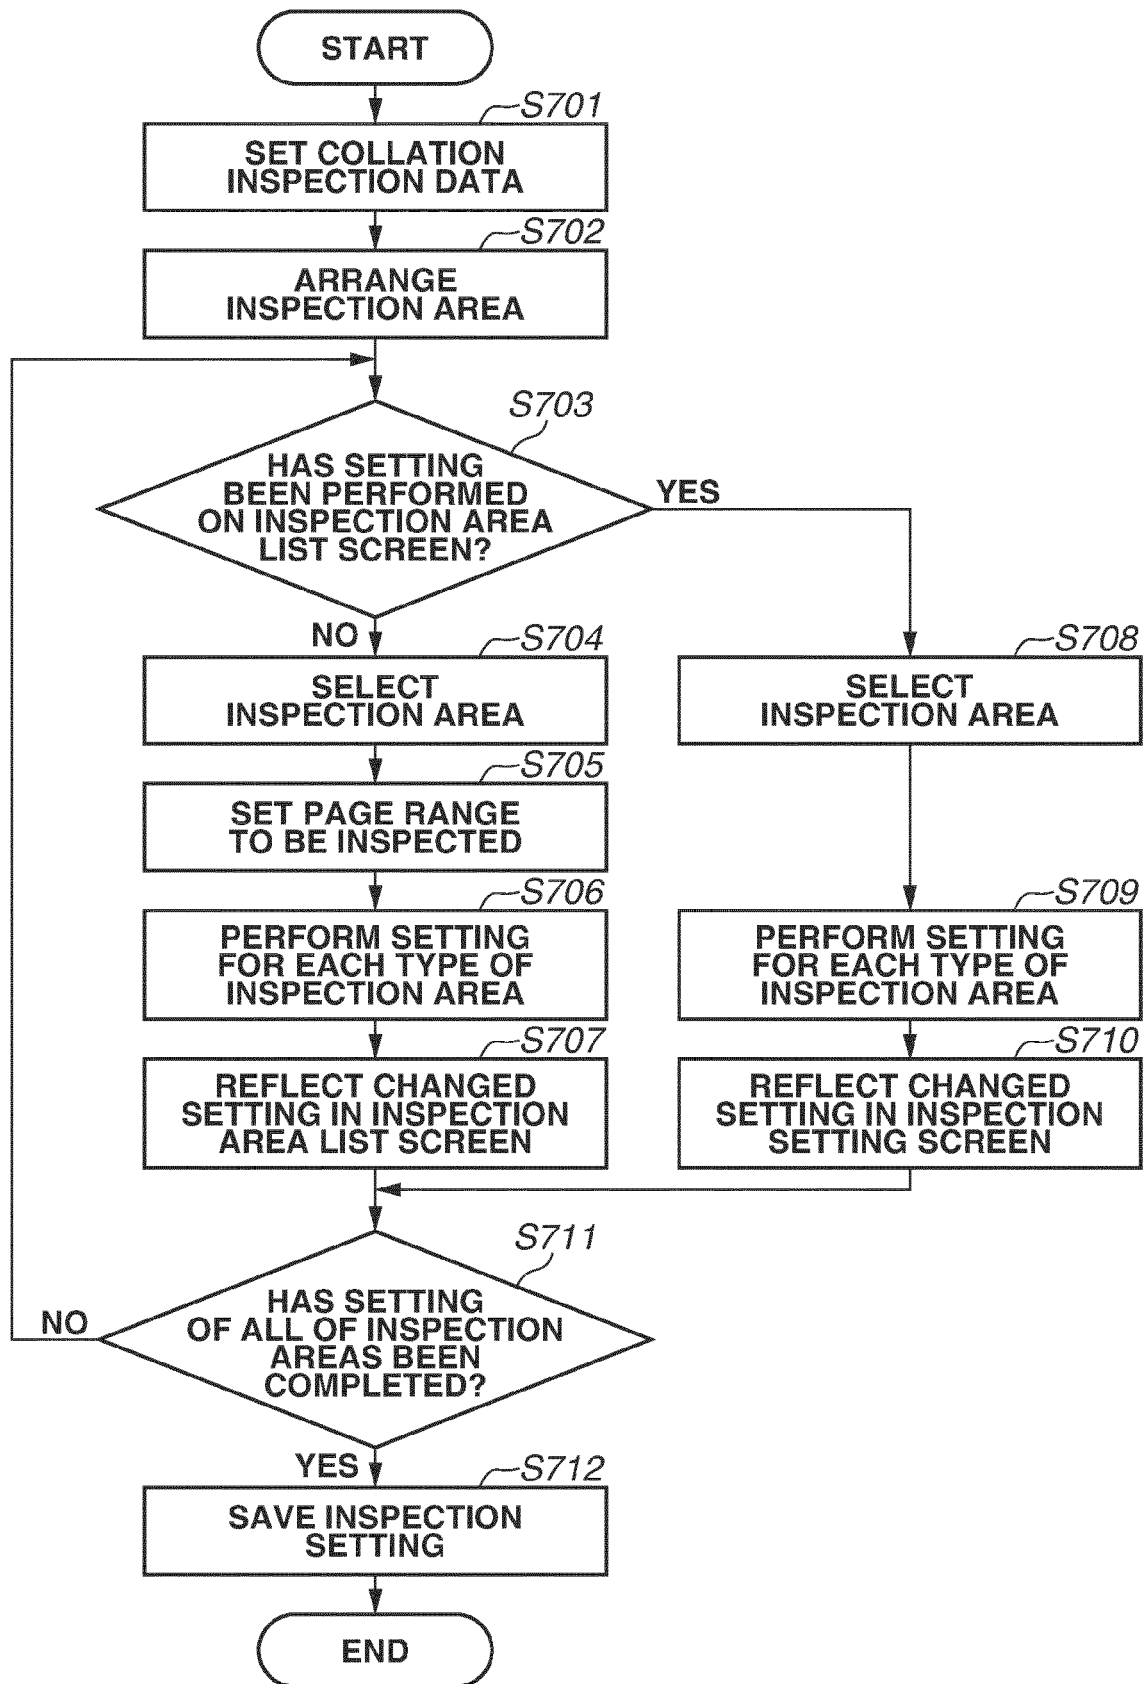 START
S701
SET COLLATION
INSPECTION DATA
S702
ARRANGE
INSPECTION AREA
S703
HAS SETTING
BEEN PERFORMED
ON INSPECTION AREA
LIST SCREEN?
YES
NO
S704
SELECT
INSPECTION AREA
S705
SET PAGE RANGE
TO BE INSPECTED
S706
PERFORM SETTING
FOR EACH TYPE OF
INSPECTION AREA
S707
REFLECT CHANGED
SETTING IN INSPECTION
AREA LIST SCREEN
S708
SELECT
INSPECTION AREA
S709
PERFORM SETTING
FOR EACH TYPE OF
INSPECTION AREA
S710
REFLECT CHANGED
SETTING IN INSPECTION
SETTING SCREEN
S711
HAS SETTING
OF ALL OF INSPECTION
AREAS BEEN
COMPLETED?
NO
YES
S712
SAVE INSPECTION
SETTING
END